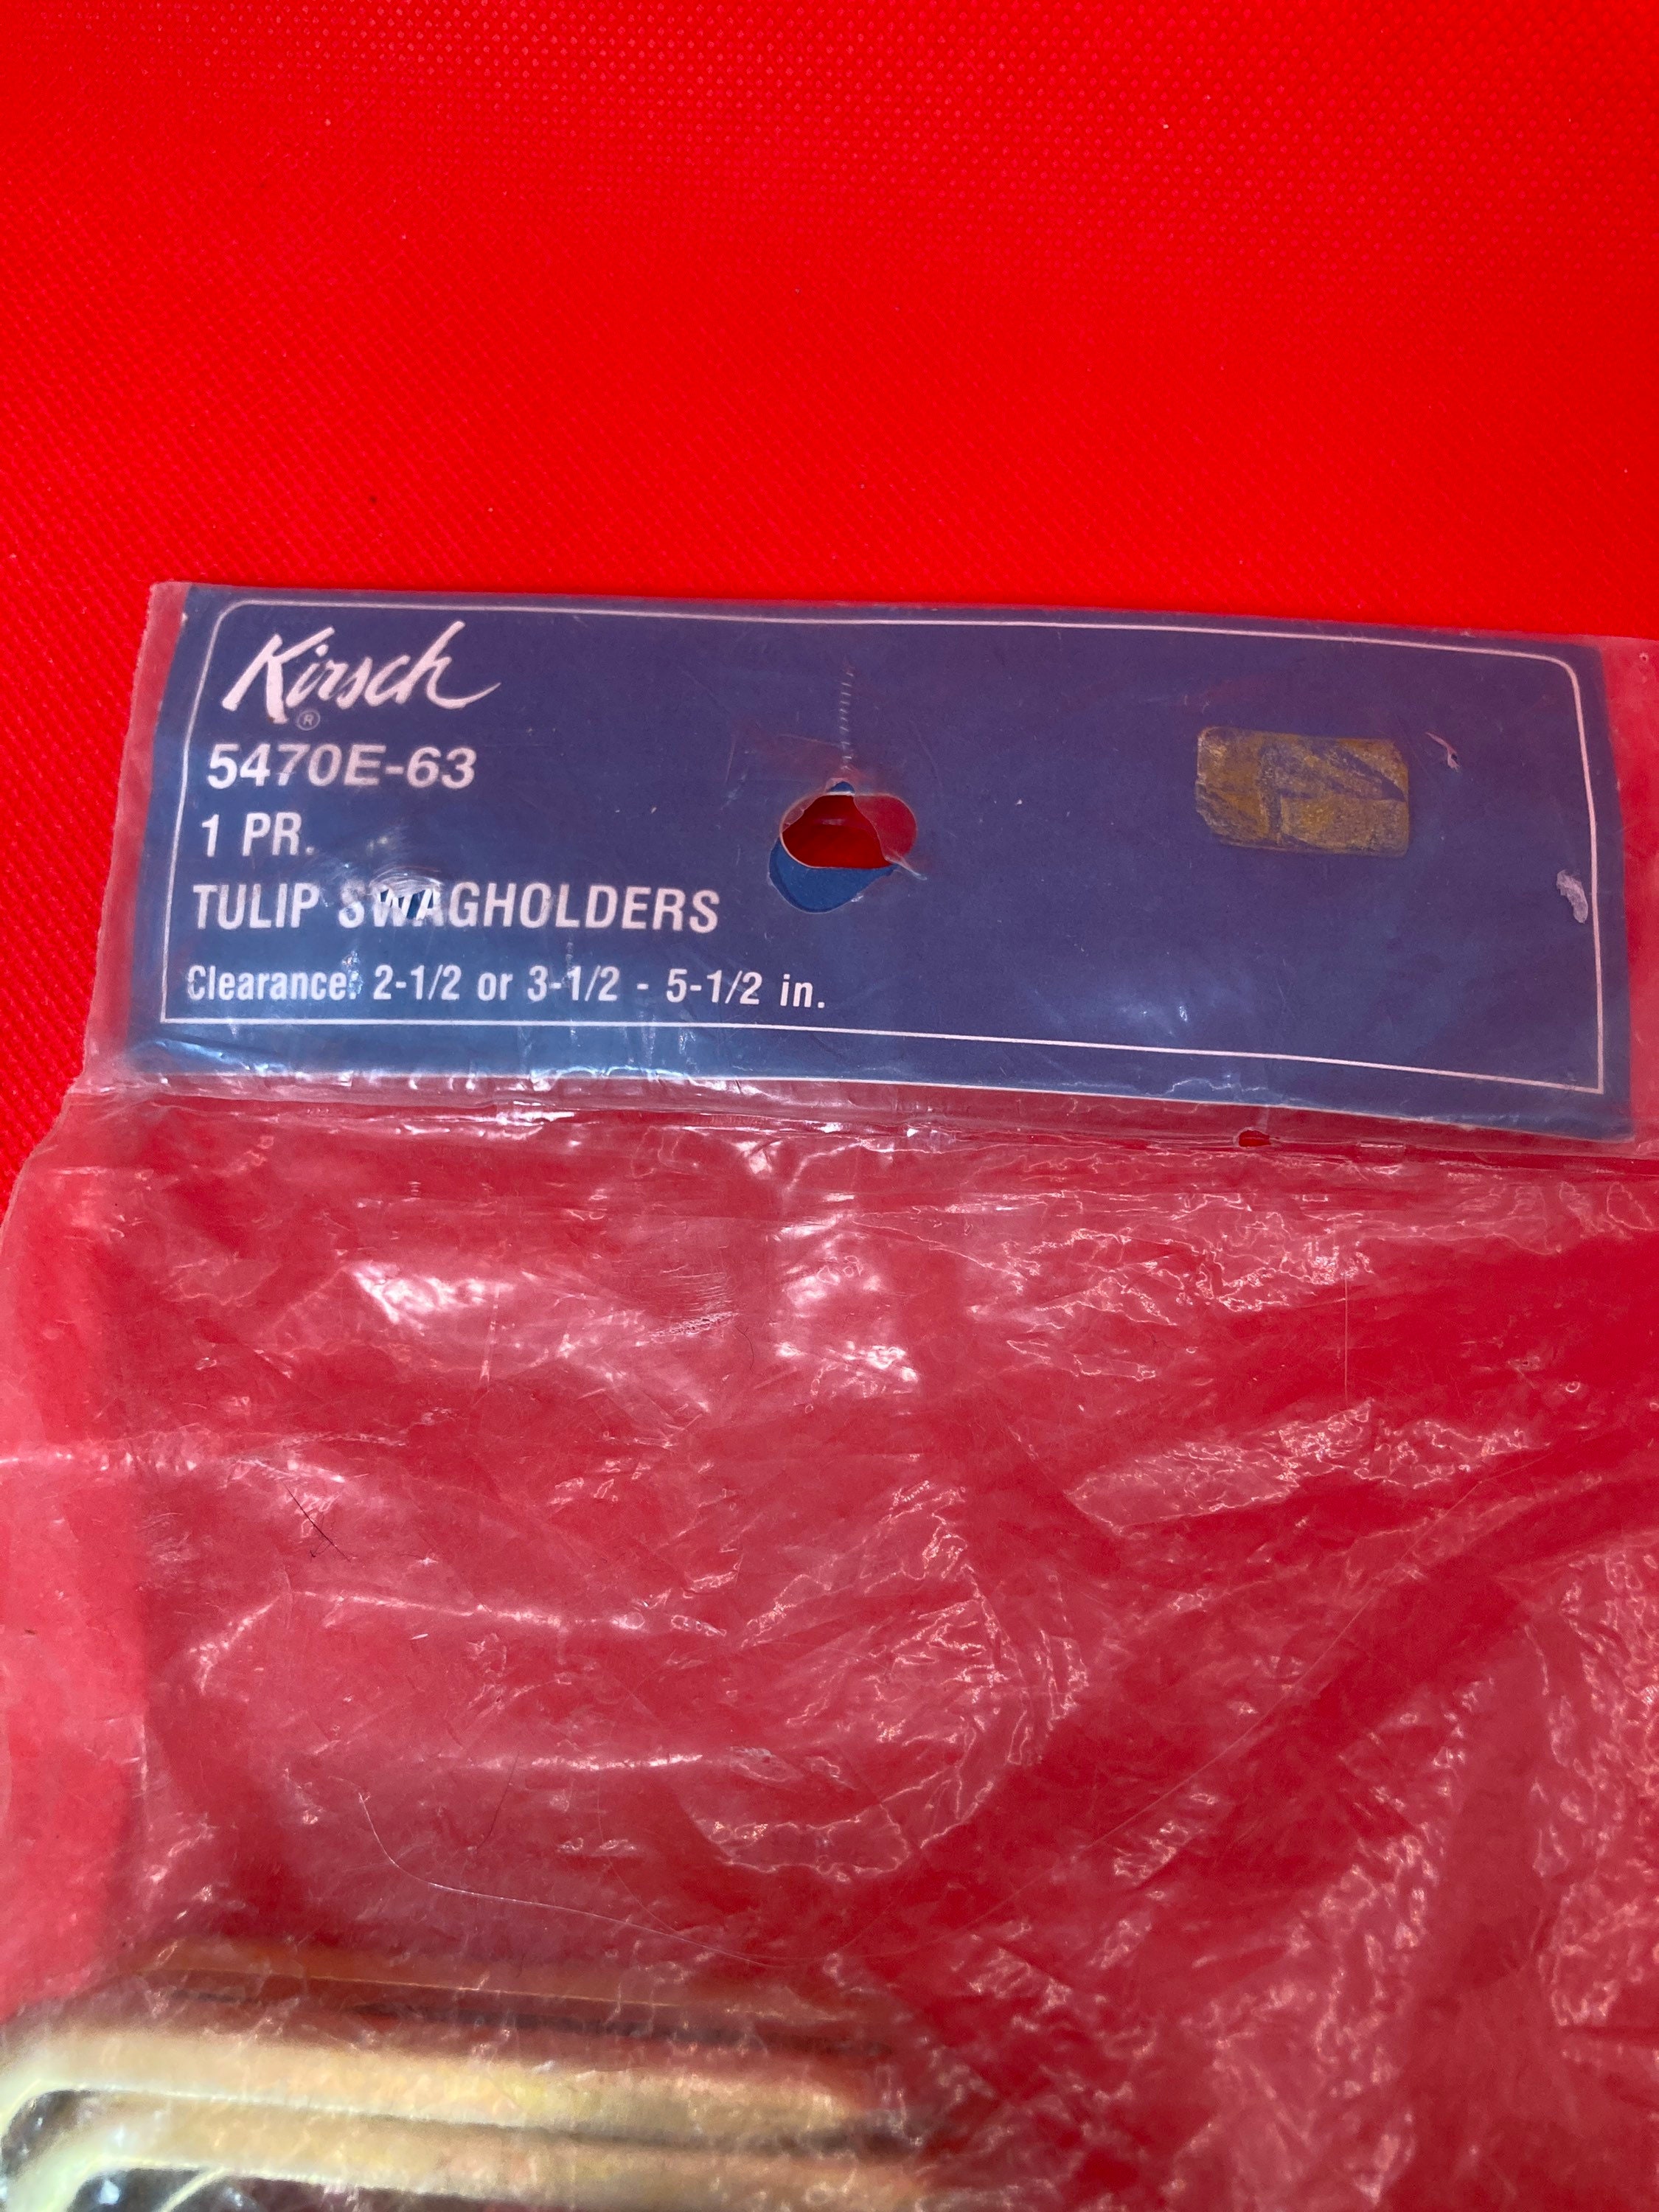 Kirsch
®
5470E-63
1 PR.
TULIP SWAGHOLDERS
Clearance: 2-1/2 or 3-1/2 - 5-1/2 in.